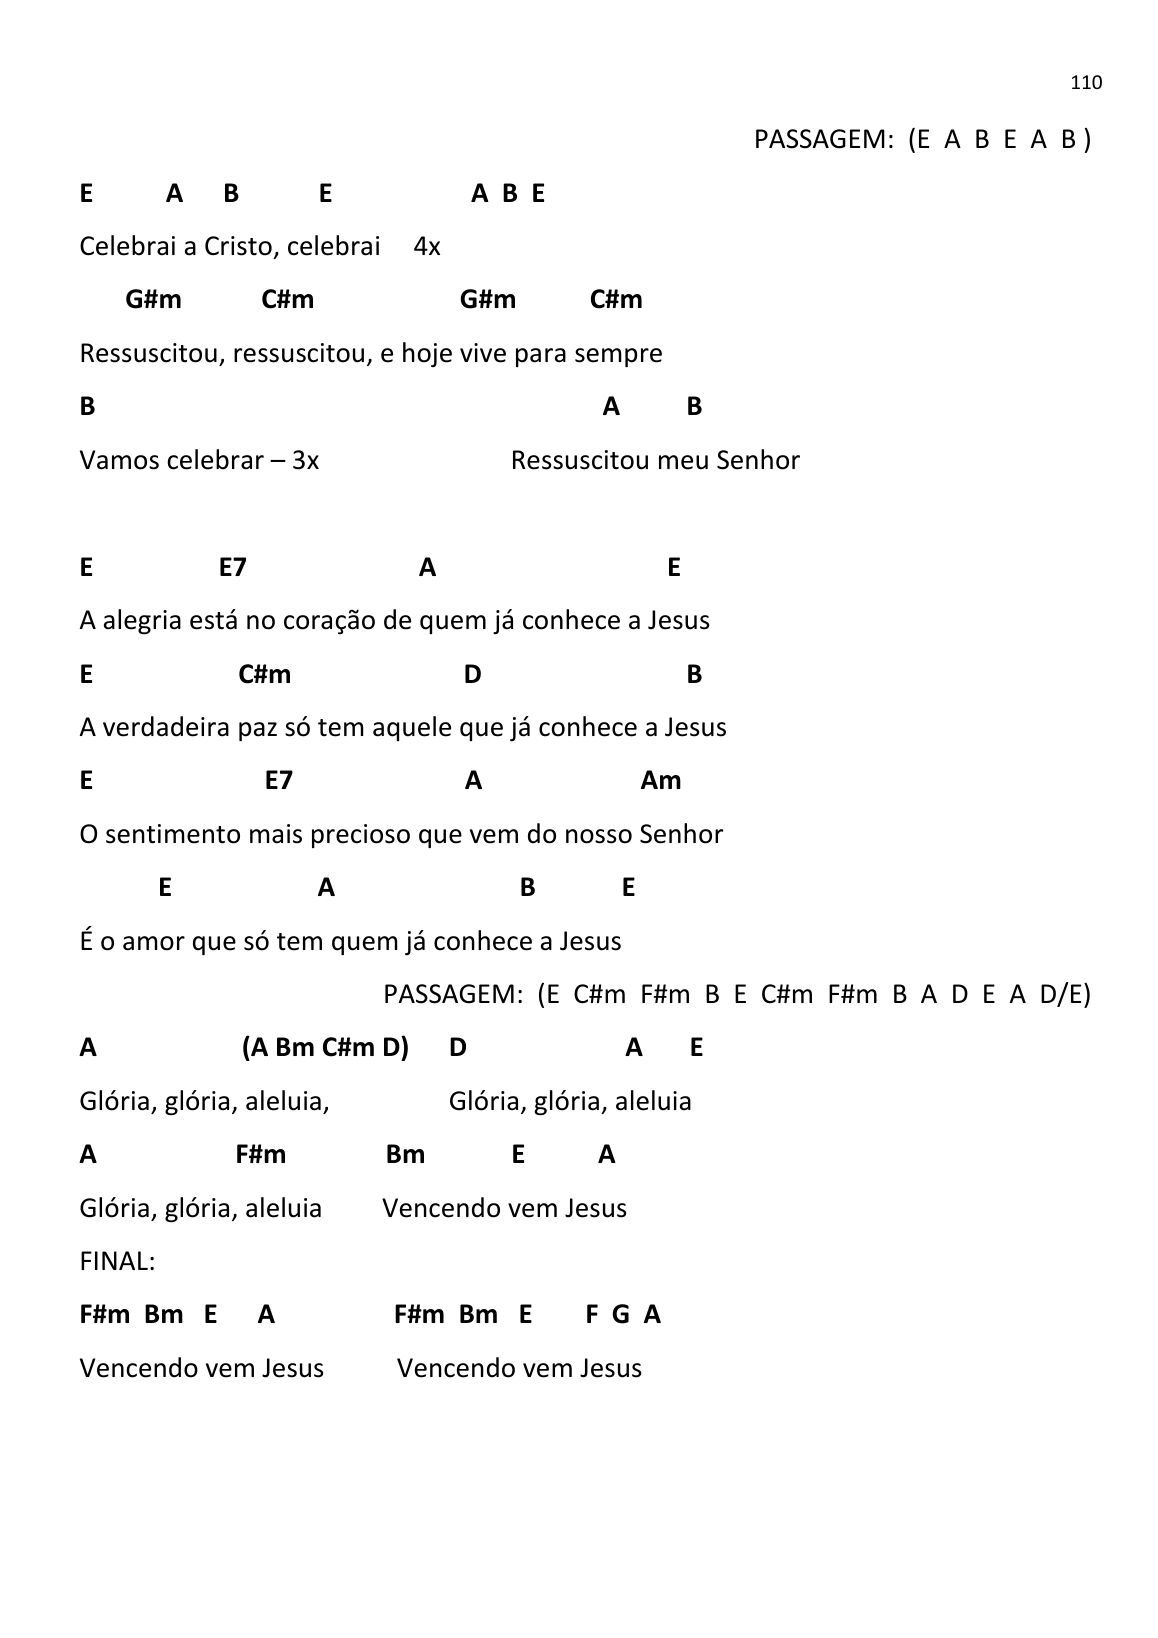 110
PASSAGEM: (E A B E A B )
E A B E A B E
Celebrai a Cristo, celebrai 4x
G#m C#m G#m C#m
Ressuscitou, ressuscitou, e hoje vive para sempre
B A B
Vamos celebrar – 3x Ressuscitou meu Senhor
E E7 A E
A alegria está no coração de quem já conhece a Jesus
E C#m D B
A verdadeira paz só tem aquele que já conhece a Jesus
E E7 A Am
O sentimento mais precioso que vem do nosso Senhor
E A B E
É o amor que só tem quem já conhece a Jesus
PASSAGEM: (E C#m F#m B E C#m F#m B A D E A D/E)
A (A Bm C#m D) D A E
Glória, glória, aleluia, Glória, glória, aleluia
A F#m Bm E A
Glória, glória, aleluia Vencendo vem Jesus
FINAL:
F#m Bm E A F#m Bm E F G A
Vencendo vem Jesus Vencendo vem Jesus